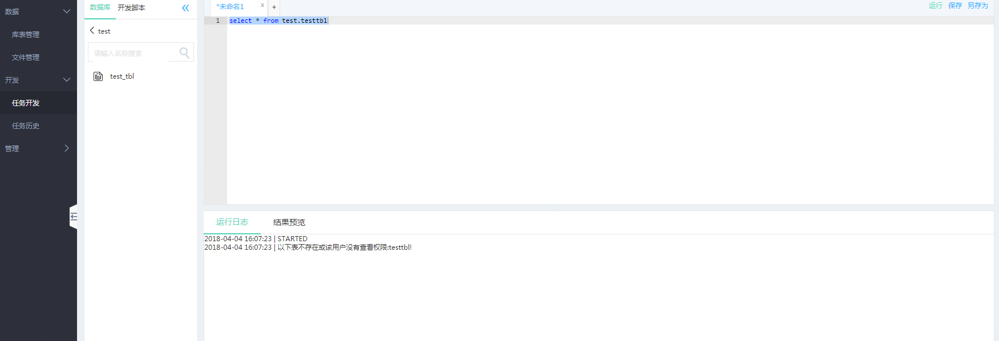 数据
库表管理
文件管理
开发
任务开发
任务历史
管理
数据库 开发脚本
test
请输入名称搜索
test_tbl
*未命名1 x +
运行 保存 另存为
1 select * from test.testtbl
运行日志 结果预览
2018-04-04 16:07:23 | STARTED
2018-04-04 16:07:23 | 以下表不存在或该用户没有查看权限:testtbl!